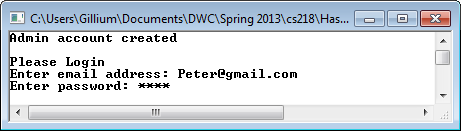 C:\Users\Gillium\Documents\DWC\Spring 2013\cs218\Has...
Admin account created
Please Login
Enter email address: Peter@gmail.com
Enter password: ****